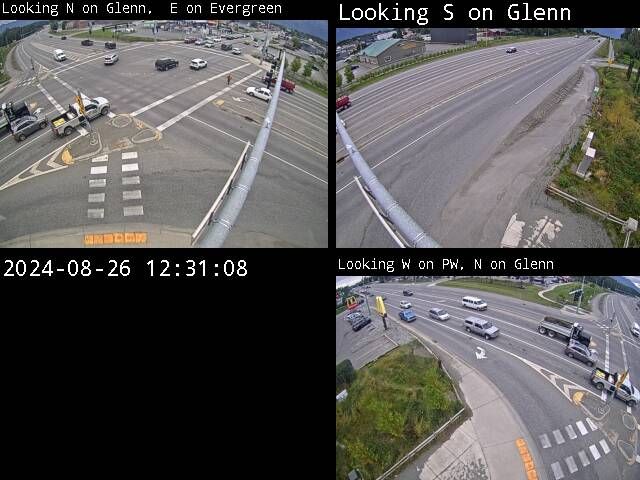 Looking N on Glenn,  E on Evergreen
Looking S on Glenn
2024-08-26 12:31:08
Looking W on PW, N on Glenn